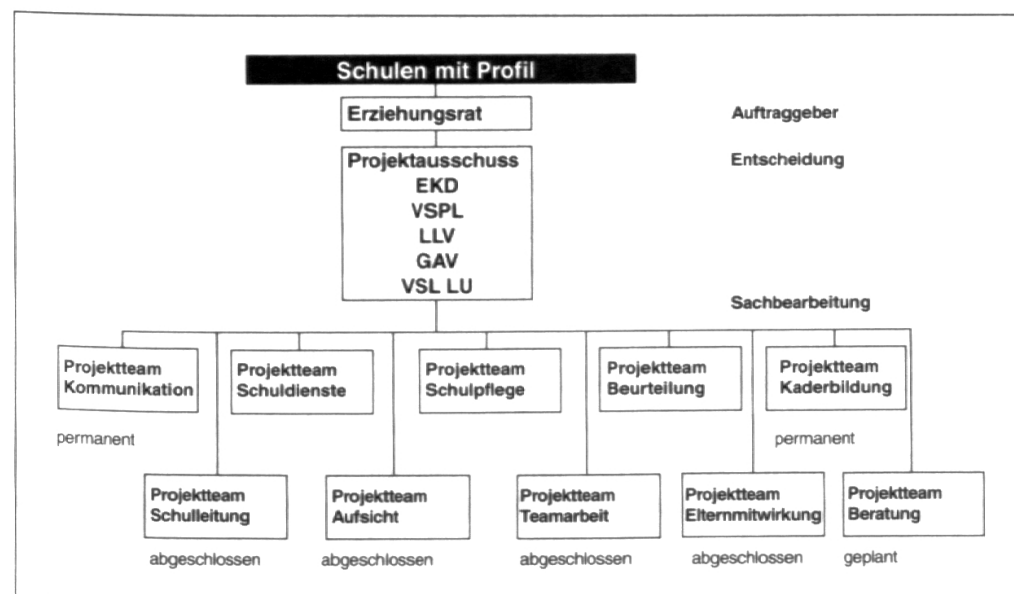 Schulen mit Profil
Erziehungsrat
Auftraggeber
Projektausschuss
EKD
VSPL
LLV
GAV
VSL LU
Entscheidung
Sachbearbeitung
Projektteam
Kommunikation
permanent
Projektteam
Schuldienste
Projektteam
Schulpflege
Projektteam
Beurteilung
Projektteam
Kaderbildung
permanent
Projektteam
Schulleitung
abgeschlossen
Projektteam
Aufsicht
abgeschlossen
Projektteam
Teamarbeit
abgeschlossen
Projektteam
Elternmitwirkung
abgeschlossen
Projektteam
Beratung
geplant